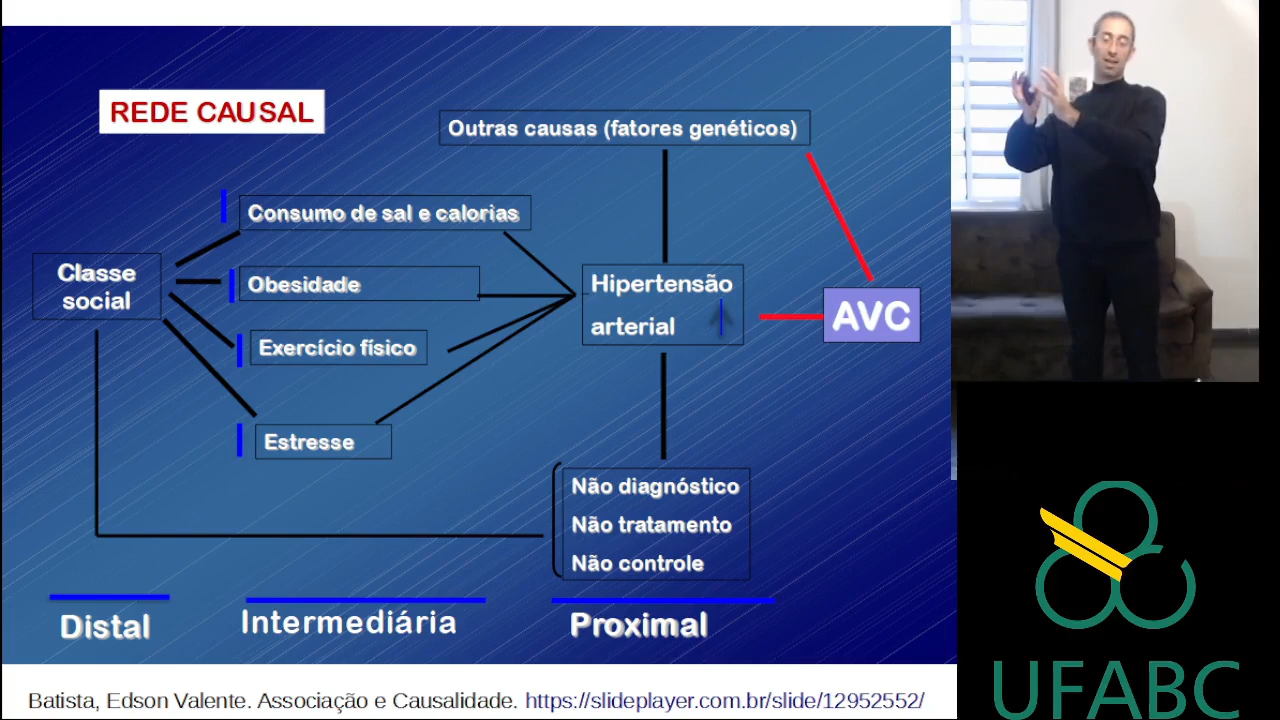 REDE CAUSAL
Outras causas (fatores genéticos)
Consumo de sal e calorias
Classe
social
Obesidade
Hipertensão
arterial
AVC
Exercício físico
Estresse
Não diagnóstico
Não tratamento
Não controle
Distal
Intermediária
Proximal
Batista, Edson Valente. Associação e Causalidade. https://slideplayer.com.br/slide/12952552/
UFABC